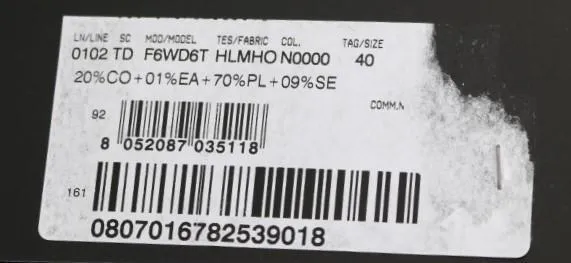 LN/LINE SC MOD/MODEL TES/FABRIC COL. TAG/SIZE
0102 TD F6WD6T HLMHO N0000 40
20%CO+01%EA+70%PL+09%SE
COMM.N
92
8 052087 035118
161
0807016782539018